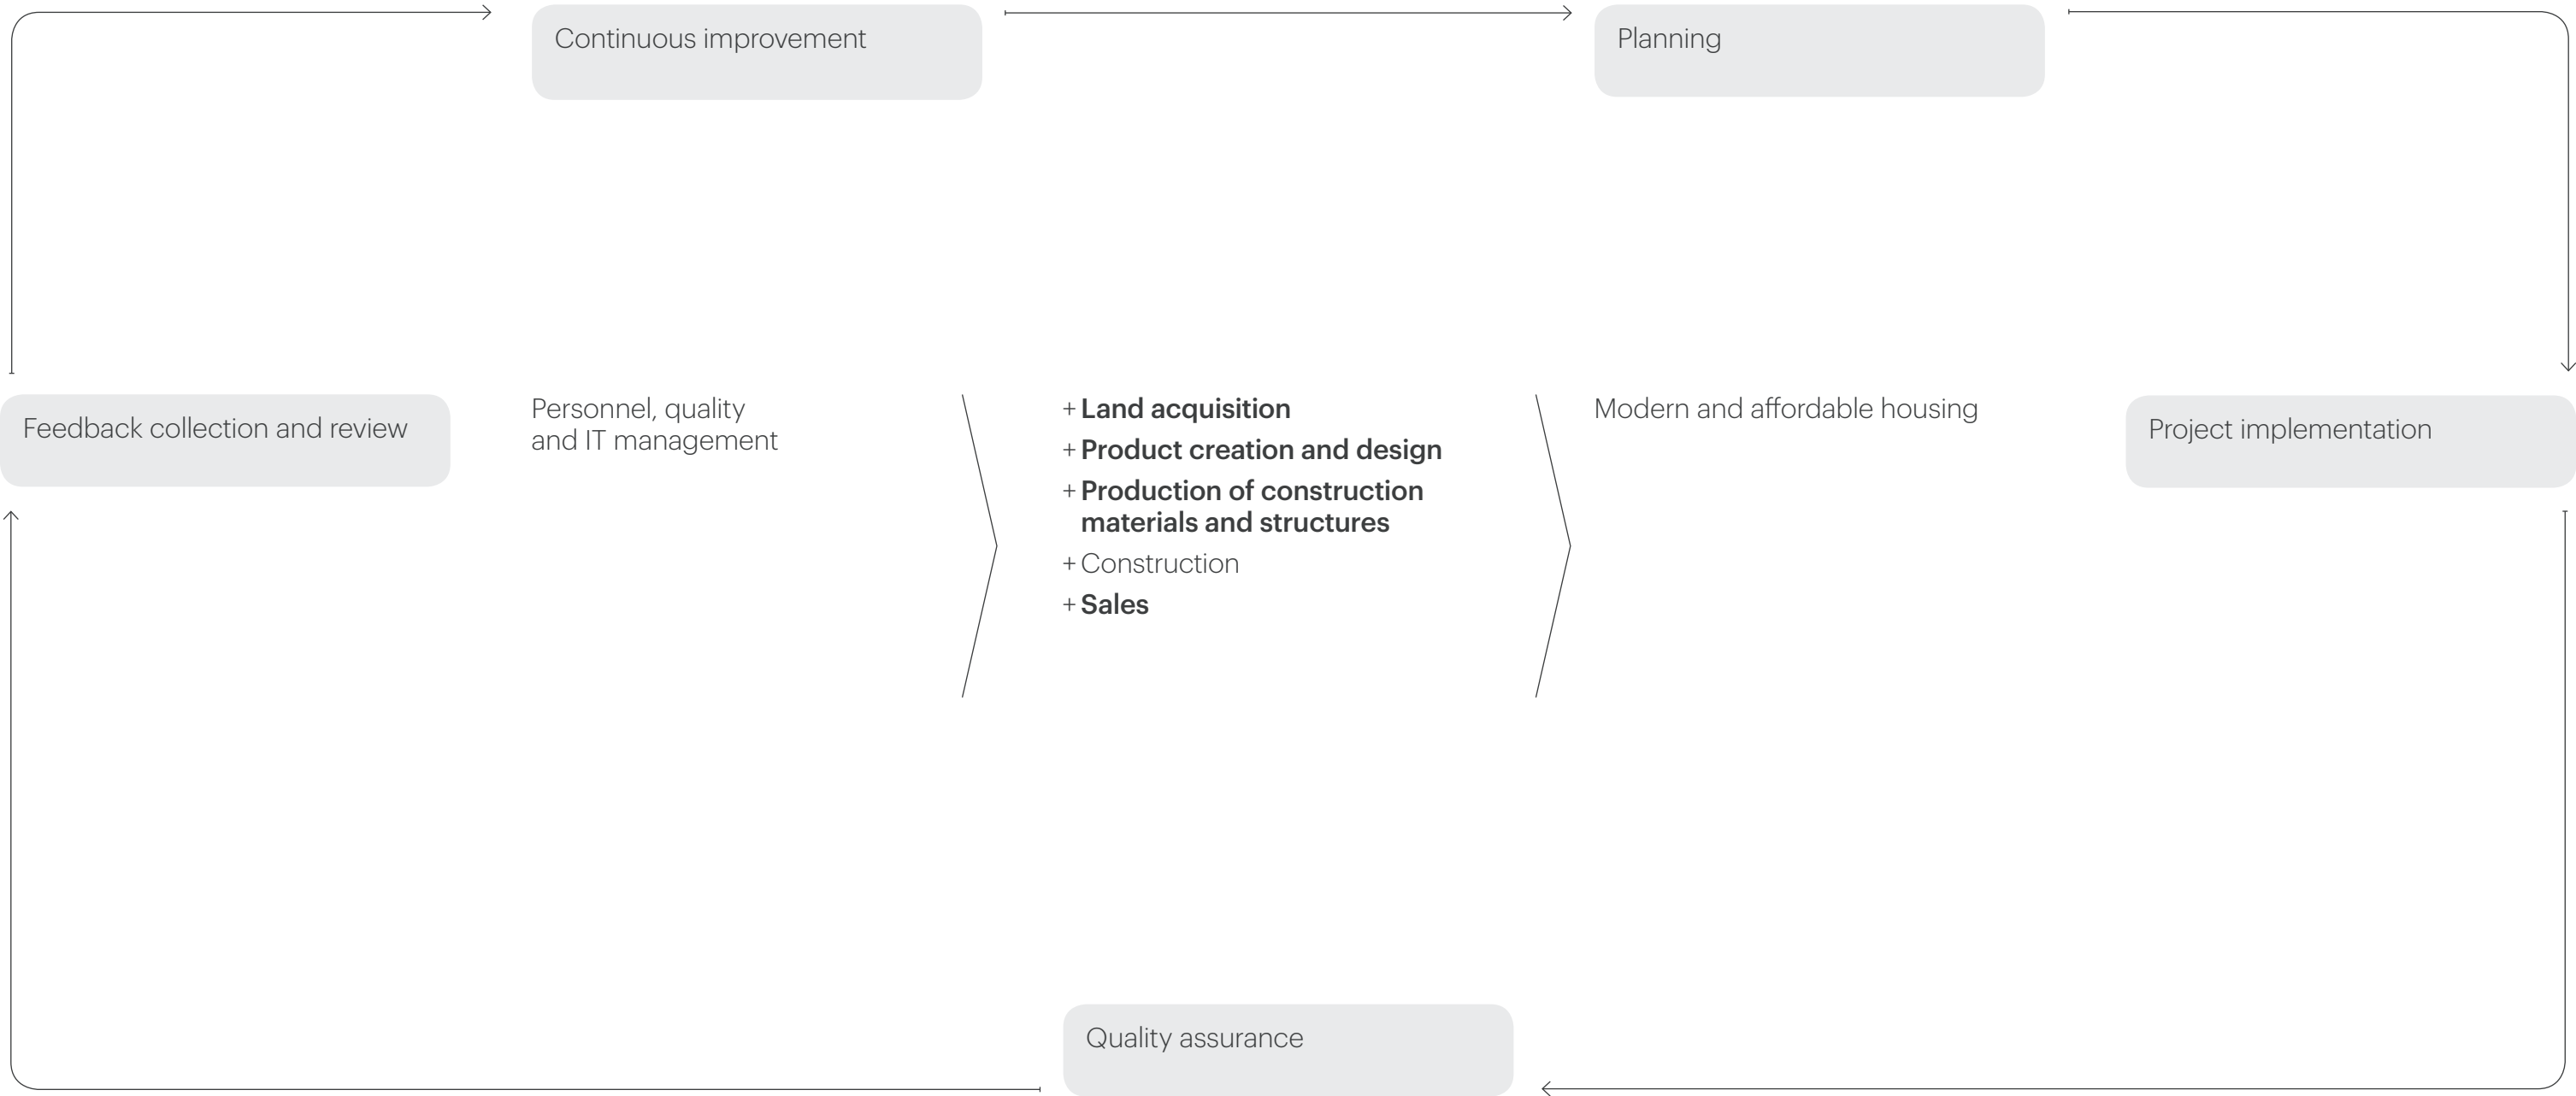 Continuous improvement
Planning
Feedback collection and review
Personnel, quality
and IT management
+ Land acquisition
+ Product creation and design
+ Production of construction
materials and structures
+ Construction
+ Sales
Modern and affordable housing
Project implementation
Quality assurance